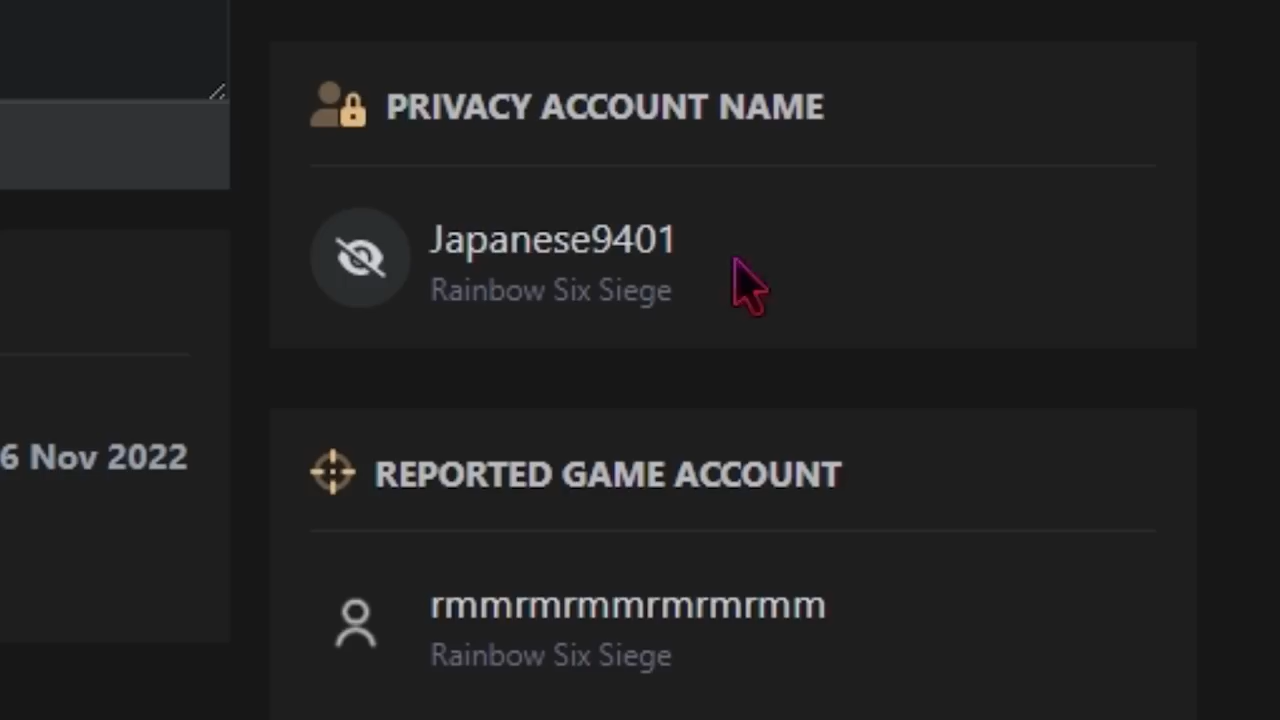 PRIVACY ACCOUNT NAME
Japanese9401
Rainbow Six Siege
6 Nov 2022
REPORTED GAME ACCOUNT
rmmrmrmmrmrmrmm
Rainbow Six Siege